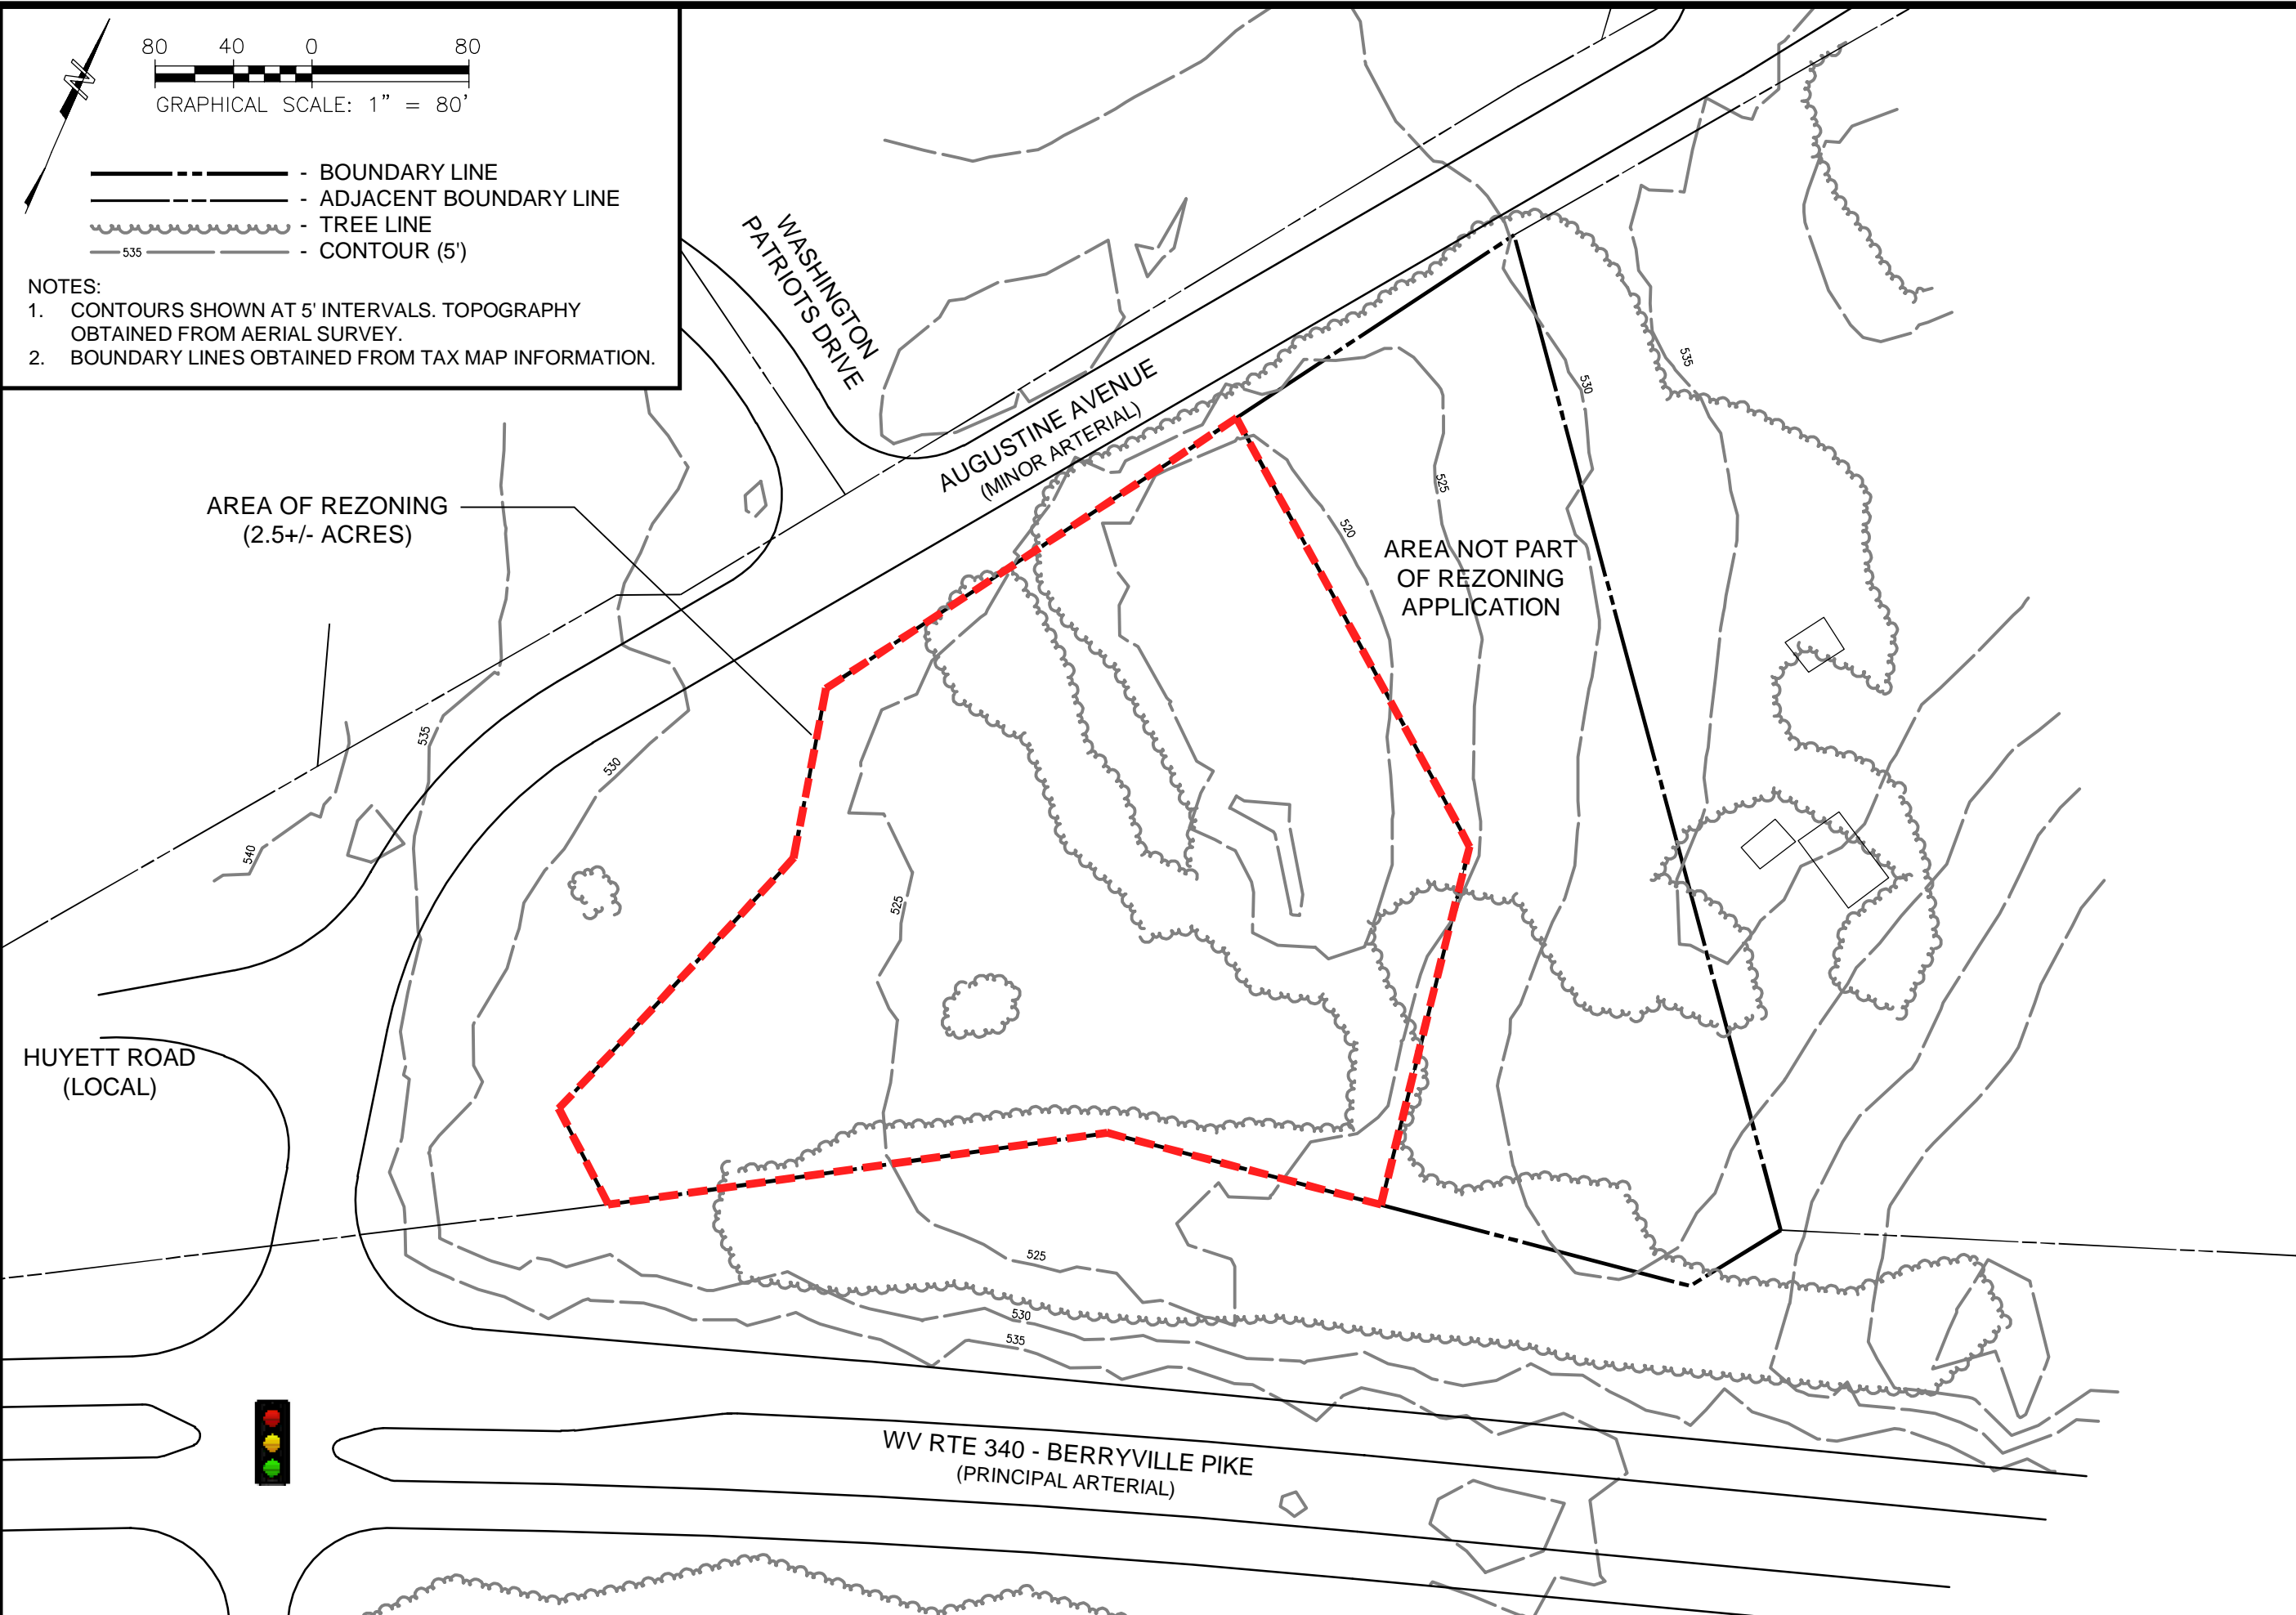 80 40 0 80
GRAPHICAL SCALE: 1" = 80'
N
- BOUNDARY LINE
- ADJACENT BOUNDARY LINE
- TREE LINE
535 - CONTOUR (5')
NOTES:
1. CONTOURS SHOWN AT 5' INTERVALS. TOPOGRAPHY
OBTAINED FROM AERIAL SURVEY.
2. BOUNDARY LINES OBTAINED FROM TAX MAP INFORMATION.
WASHINGTON
PATRIOTS DRIVE
AUGUSTINE AVENUE
(MINOR ARTERIAL)
AREA OF REZONING
(2.5+/- ACRES)
AREA NOT PART
OF REZONING
APPLICATION
535
530
525
520
535
530
540
525
HUYETT ROAD
(LOCAL)
525
530
535
WV RTE 340 - BERRYVILLE PIKE
(PRINCIPAL ARTERIAL)